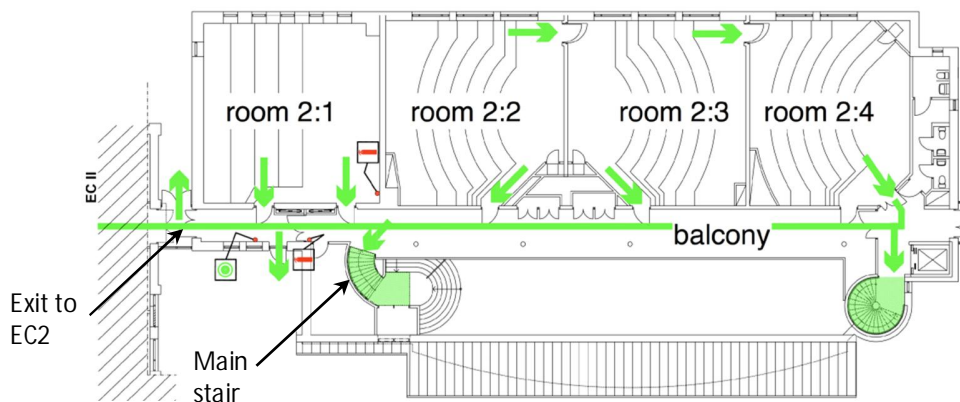 room 2:1
room 2:2
room 2:3
room 2:4
EC II
balcony
Exit to
EC2
Main
stair